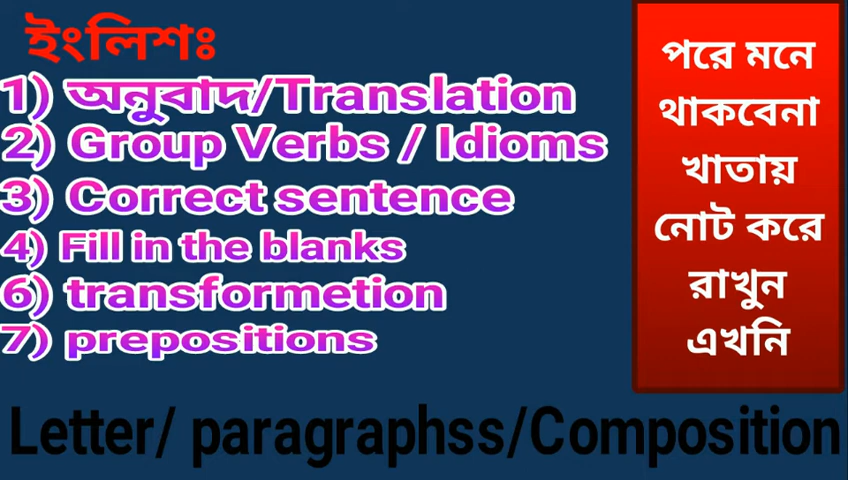 ইংলিশঃ
1) অনুবাদ/Translation
2) Group Verbs / Idioms
3) Correct sentence
4) Fill in the blanks
6) transformetion
7) prepositions
পরে মনে
থাকবেনা
খাতায়
নোট করে
রাখুন
এখনি
Letter/ paragraphss/Composition